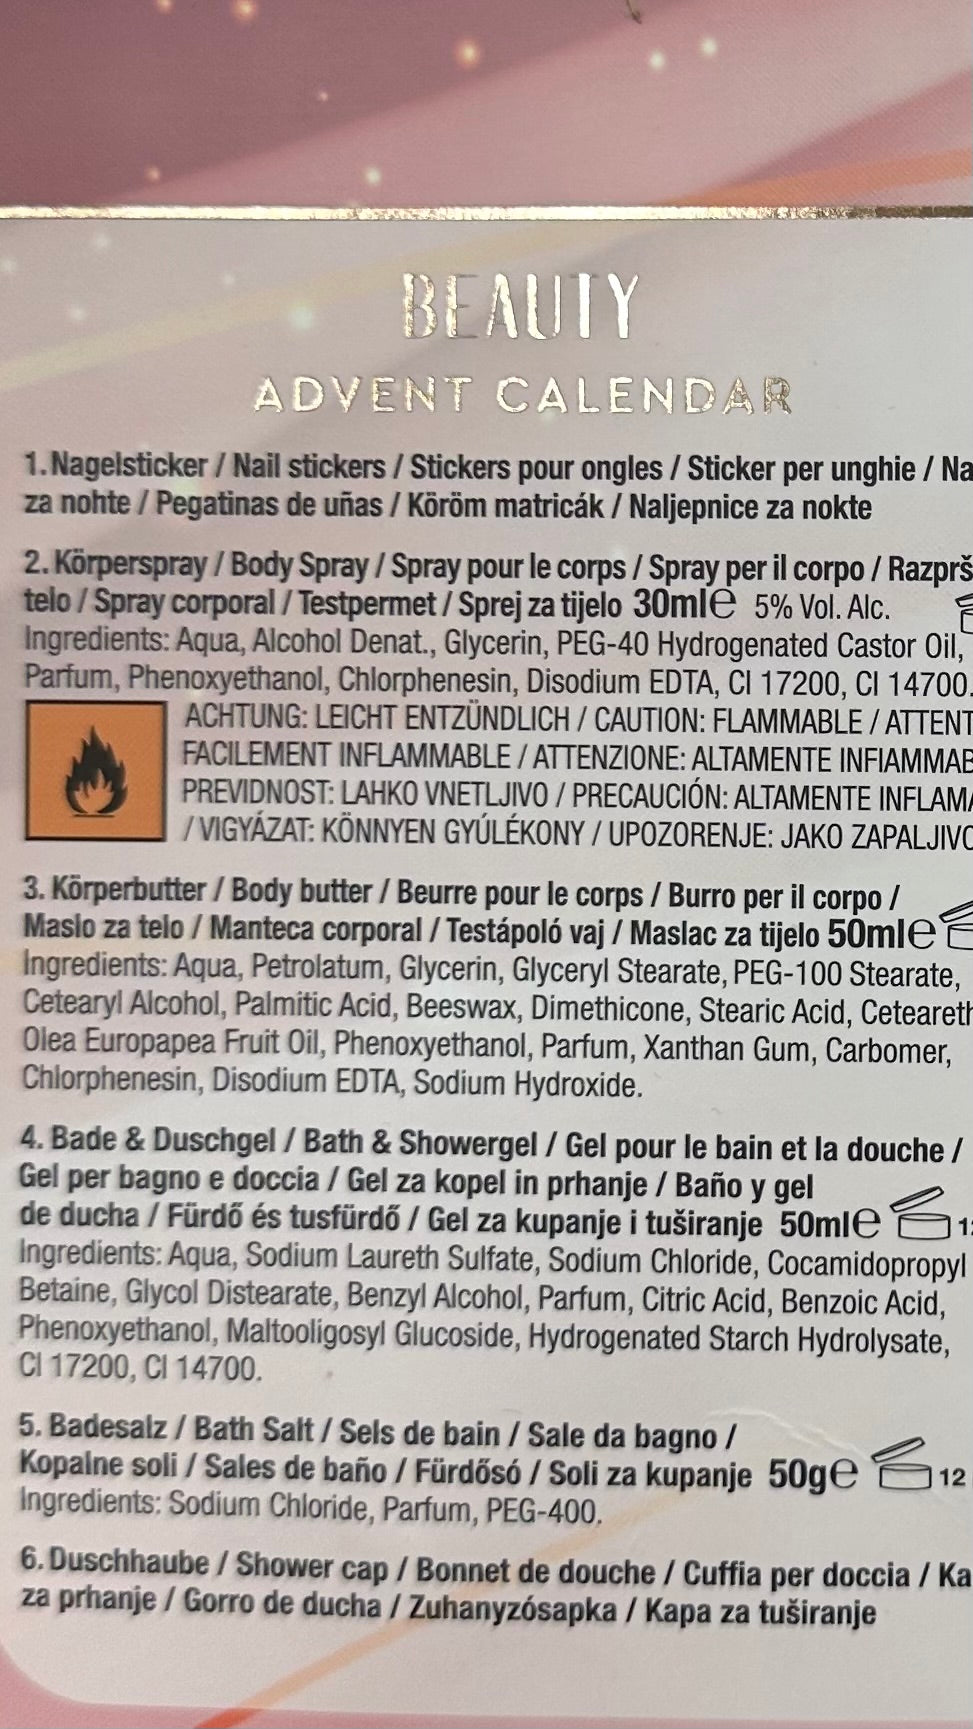 BEAUTY
ADVENT CALENDAR
1. Nagelsticker / Nail stickers / Stickers pour ongles / Sticker per unghie / Na
za nohte / Pegatinas de uñas / Köröm matricák / Naljepnice za nokte
2. Körperspray / Body Spray / Spray pour le corps / Spray per il corpo / Razprš
telo / Spray corporal / Testpermet / Sprej za tijelo 30ml℮ 5% Vol. Alc.
Ingredients: Aqua, Alcohol Denat., Glycerin, PEG-40 Hydrogenated Castor Oil,
Parfum, Phenoxyethanol, Chlorphenesin, Disodium EDTA, CI 17200, CI 14700.
ACHTUNG: LEICHT ENTZÜNDLICH / CAUTION: FLAMMABLE / ATTENT
FACILEMENT INFLAMMABLE / ATTENZIONE: ALTAMENTE INFIAMMAB
PREVIDNOST: LAHKO VNETLJIVO / PRECAUCIÓN: ALTAMENTE INFLAMA
/ VIGYÁZAT: KÖNNYEN GYÚLÉKONY / UPOZORENJE: JAKO ZAPALJIVO
3. Körperbutter / Body butter / Beurre pour le corps / Burro per il corpo /
Maslo za telo / Manteca corporal / Testápoló vaj / Maslac za tijelo 50ml℮
Ingredients: Aqua, Petrolatum, Glycerin, Glyceryl Stearate, PEG-100 Stearate,
Cetearyl Alcohol, Palmitic Acid, Beeswax, Dimethicone, Stearic Acid, Ceteareth
Olea Europapea Fruit Oil, Phenoxyethanol, Parfum, Xanthan Gum, Carbomer,
Chlorphenesin, Disodium EDTA, Sodium Hydroxide.
4. Bade & Duschgel / Bath & Showergel / Gel pour le bain et la douche /
Gel per bagno e doccia / Gel za kopel in prhanje / Baño y gel
de ducha / Fürdő és tusfürdő / Gel za kupanje i tuširanje 50ml℮ 12
Ingredients: Aqua, Sodium Laureth Sulfate, Sodium Chloride, Cocamidopropyl
Betaine, Glycol Distearate, Benzyl Alcohol, Parfum, Citric Acid, Benzoic Acid,
Phenoxyethanol, Maltooligosyl Glucoside, Hydrogenated Starch Hydrolysate,
CI 17200, CI 14700.
5. Badesalz / Bath Salt / Sels de bain / Sale da bagno /
Kopalne soli / Sales de baño / Fürdősó / Soli za kupanje 50g℮ 12
Ingredients: Sodium Chloride, Parfum, PEG-400.
6. Duschhaube / Shower cap / Bonnet de douche / Cuffia per doccia / Ka
za prhanje / Gorro de ducha / Zuhanyzósapka / Kapa za tuširanje